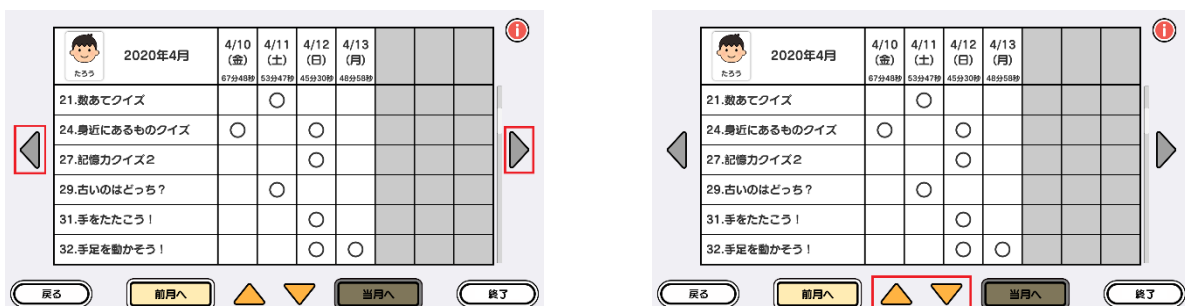 2020年4月
4/10 4/11 4/12 4/13
(金) (土) (日) (月)
たろう
67分48秒 53分47秒 45分30秒 48分58秒
21.数あてクイズ ○
24.身近にあるものクイズ ○ ○
27.記憶力クイズ2 ○
29.古いのはどっち? ○
31.手をたたこう! ○
32.手足を動かそう! ○ ○
戻る 前月へ 当月へ 終了
2020年4月
4/10 4/11 4/12 4/13
(金) (土) (日) (月)
たろう
67分48秒 53分47秒 45分30秒 48分58秒
21.数あてクイズ ○
24.身近にあるものクイズ ○ ○
27.記憶力クイズ2 ○
29.古いのはどっち? ○
31.手をたたこう! ○
32.手足を動かそう! ○ ○
戻る 前月へ 当月へ 終了